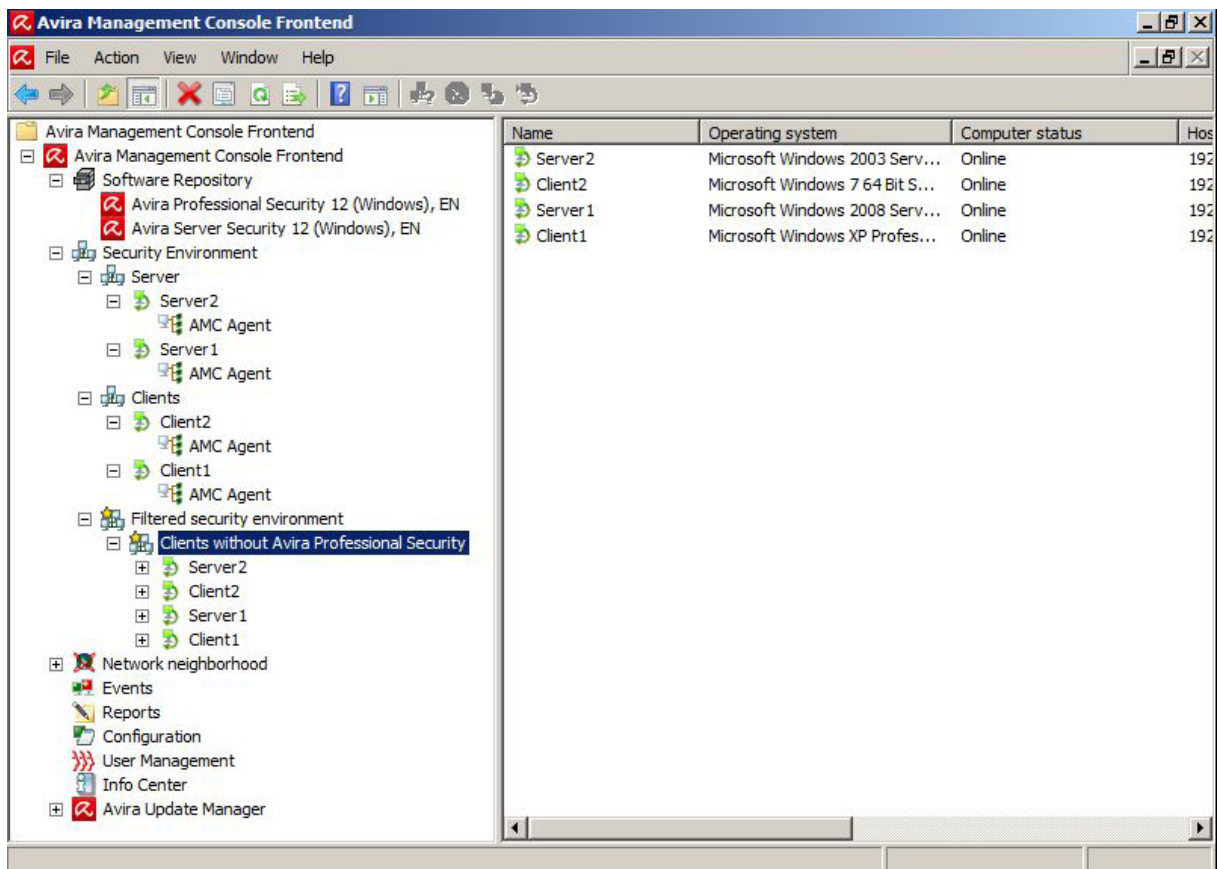 Avira Management Console Frontend
File Action View Window Help
Avira Management Console Frontend
Avira Management Console Frontend
Software Repository
Avira Professional Security 12 (Windows), EN
Avira Server Security 12 (Windows), EN
Security Environment
Server
Server2
AMC Agent
Server1
AMC Agent
Clients
Client2
AMC Agent
Client1
AMC Agent
Filtered security environment
Clients without Avira Professional Security
Server2
Client2
Server1
Client1
Network neighborhood
Events
Reports
Configuration
User Management
Info Center
Avira Update Manager
Name Operating system Computer status Hos
Server2 Microsoft Windows 2003 Serv... Online 192
Client2 Microsoft Windows 7 64 Bit S... Online 192
Server1 Microsoft Windows 2008 Serv... Online 192
Client1 Microsoft Windows XP Profes... Online 192